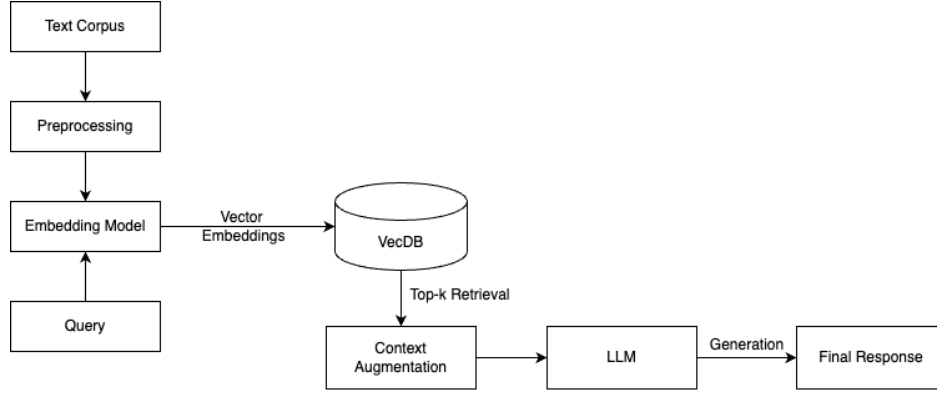 Text Corpus
Preprocessing
Embedding Model
Vector
Embeddings
VecDB
Query
Top-k Retrieval
Context
Augmentation
LLM
Generation
Final Response